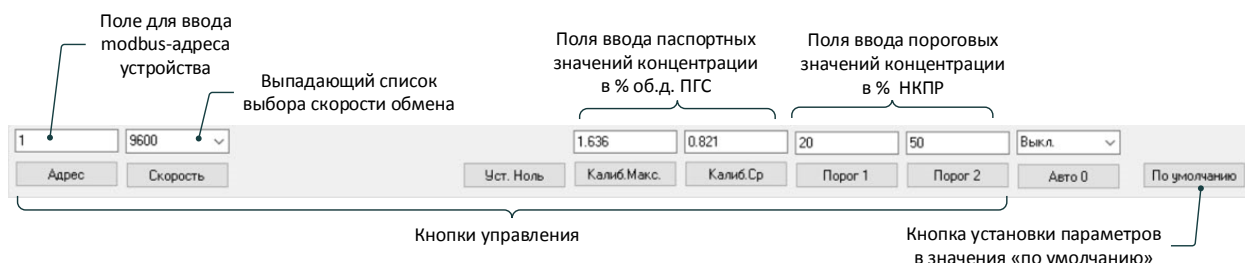 Поле для ввода
modbus-адреса
устройства
Выпадающий список
выбора скорости обмена
Поля ввода паспортных
значений концентрации
в % об.д. ПГС
Поля ввода пороговых
значений концентрации
в % НКПР
1 9600 1.636 0.821 20 50 Выкл.
Адрес Скорость Уст. Ноль Калиб.Макс. Калиб.Ср Порог 1 Порог 2 Авто 0 По умолчанию
Кнопки управления
Кнопка установки параметров
в значения «по умолчанию»